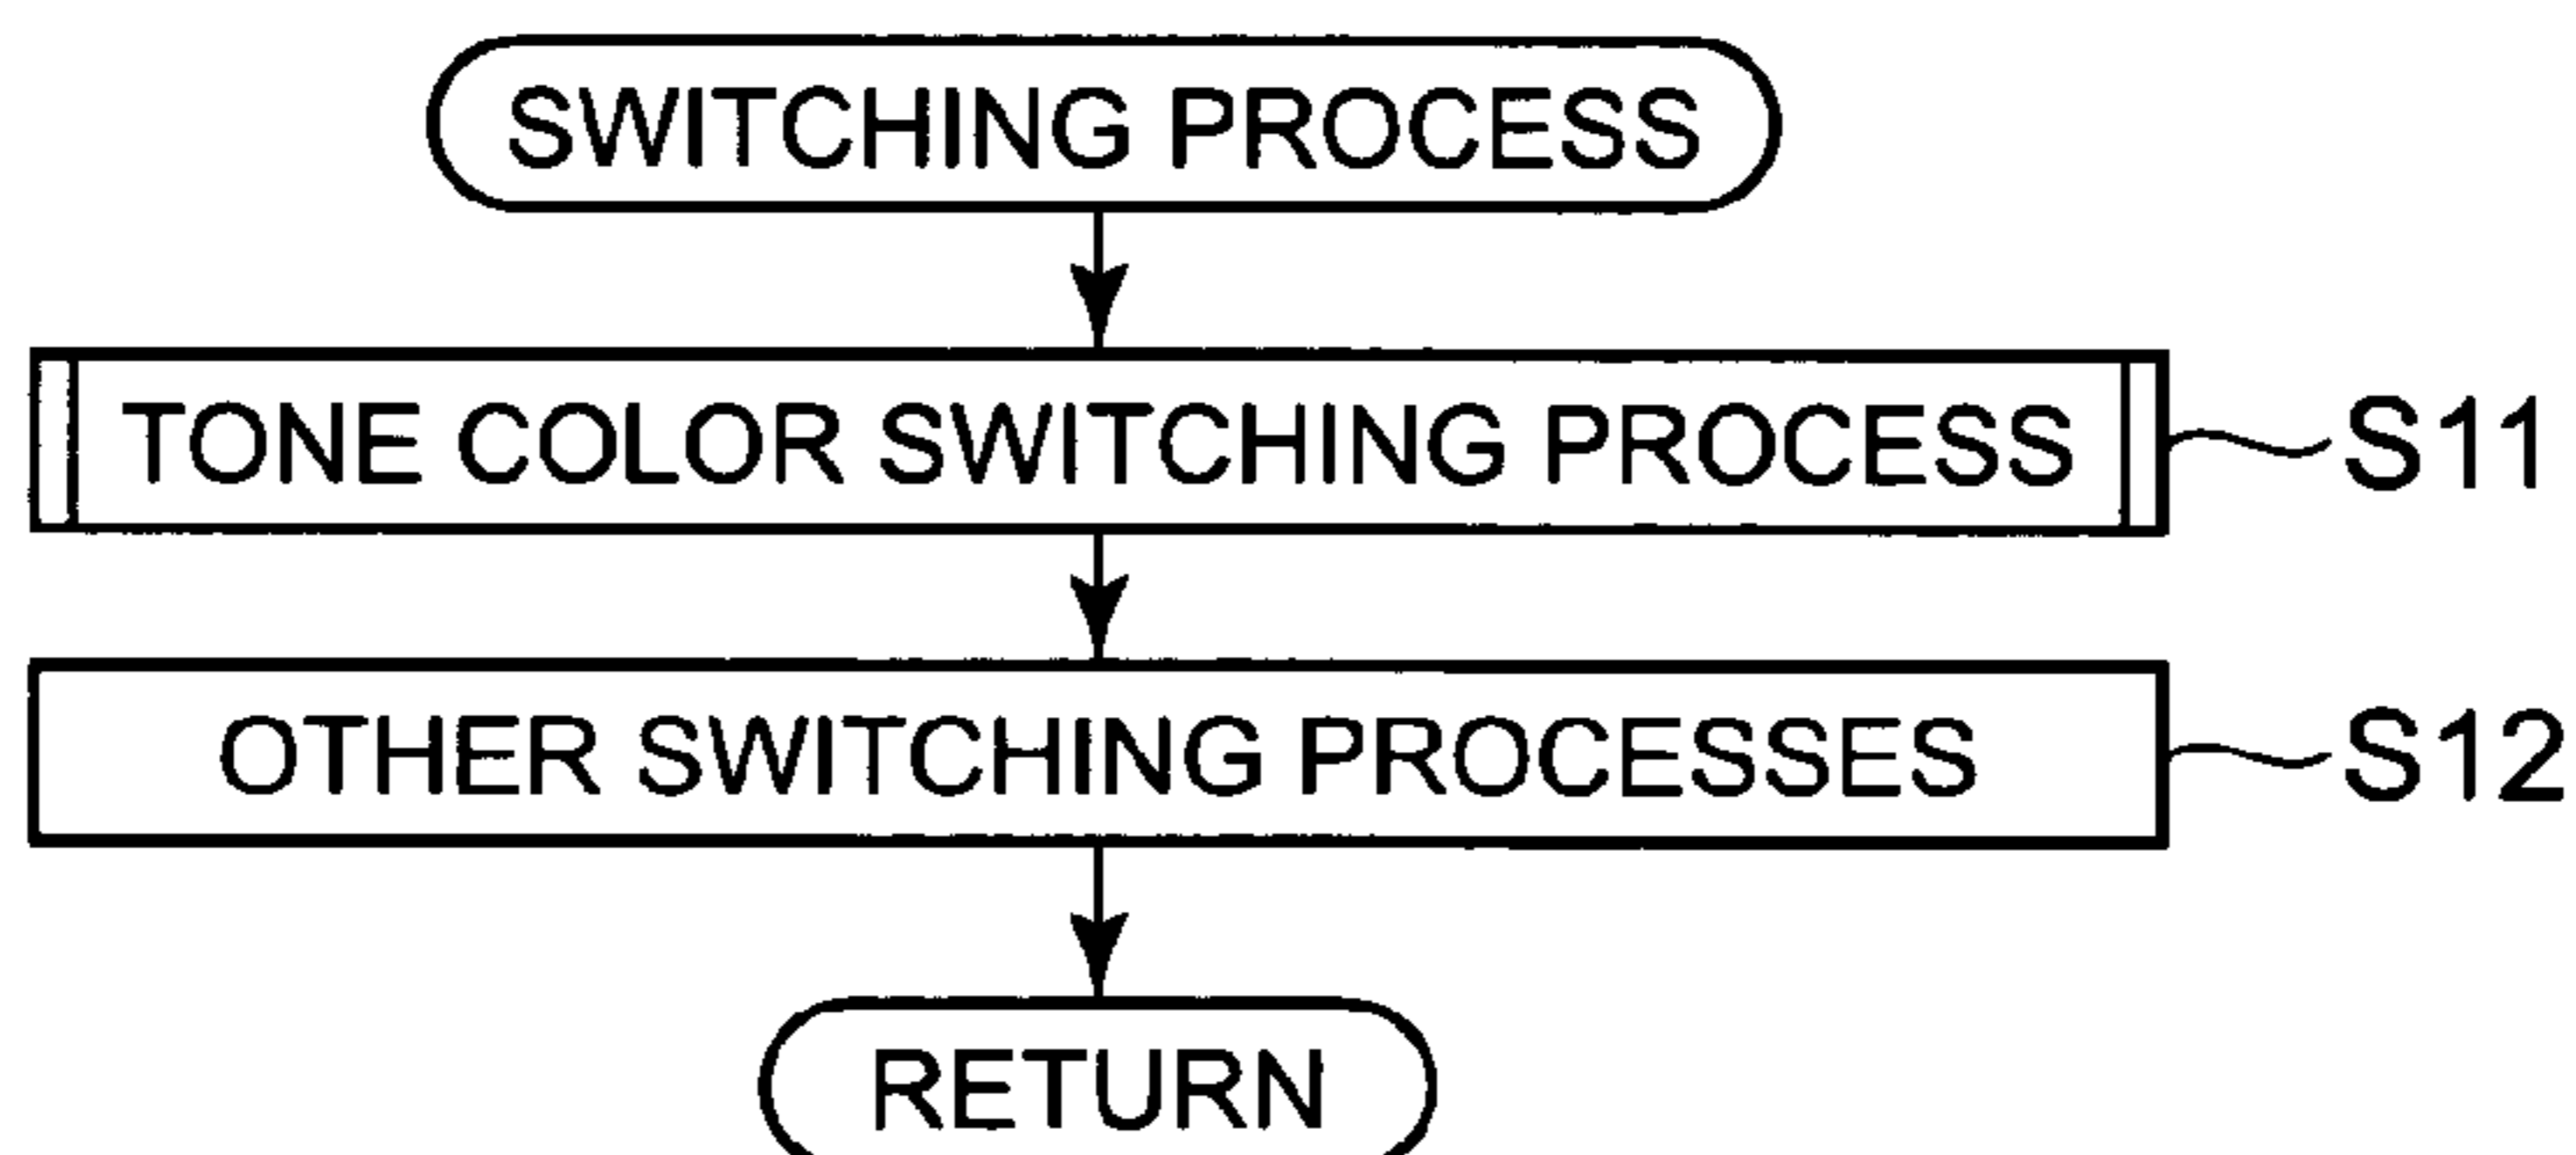 SWITCHING PROCESS
TONE COLOR SWITCHING PROCESS S11
OTHER SWITCHING PROCESSES S12
RETURN